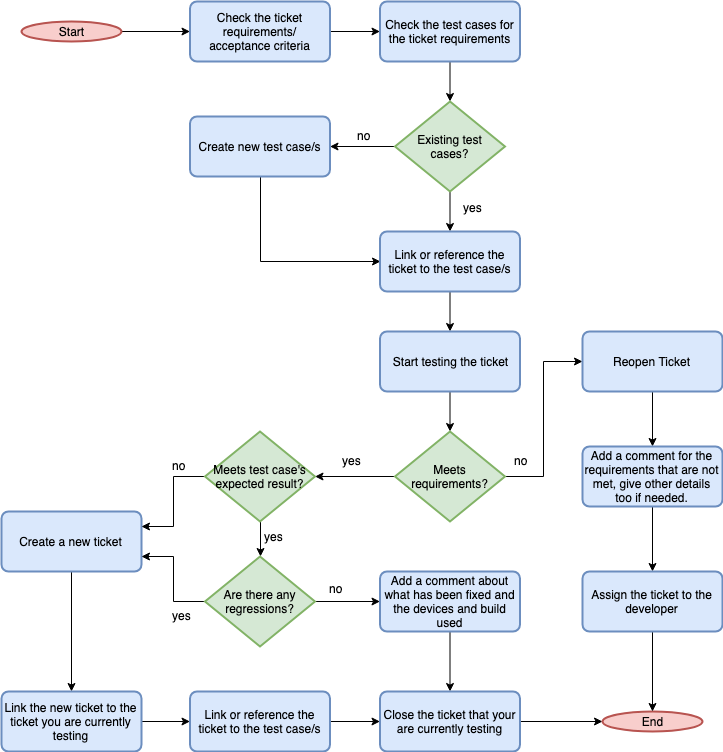 Start
Check the ticket
requirements/
acceptance criteria
Check the test cases for
the ticket requirements
Existing test
cases?
no
Create new test case/s
yes
Link or reference the
ticket to the test case/s
Start testing the ticket
Meets
requirements?
no
Reopen Ticket
Add a comment for the
requirements that are not
met, give other details
too if needed.
Assign the ticket to the
developer
yes
Meets test case's
expected result?
no
Create a new ticket
yes
Are there any
regressions?
yes
no
Add a comment about
what has been fixed and
the devices and build
used
Link the new ticket to the
ticket you are currently
testing
Link or reference the
ticket to the test case/s
Close the ticket that your
are currently testing
End